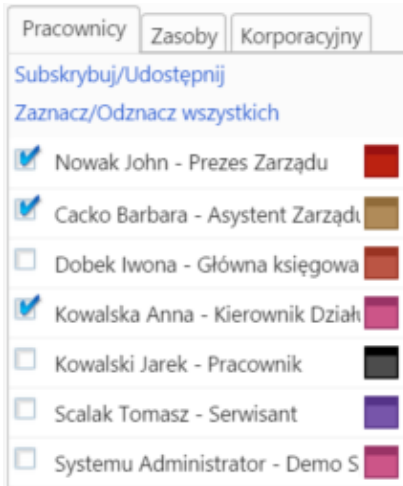 Pracownicy Zasoby Korporacyjny
Subskrybuj/Udostępnij
Zaznacz/Odznacz wszystkich
Nowak John - Prezes Zarządu
Cacko Barbara - Asystent Zarządu
Dobek Iwona - Główna księgowa
Kowalska Anna - Kierownik Dział
Kowalski Jarek - Pracownik
Scalak Tomasz - Serwisant
Systemu Administrator - Demo S